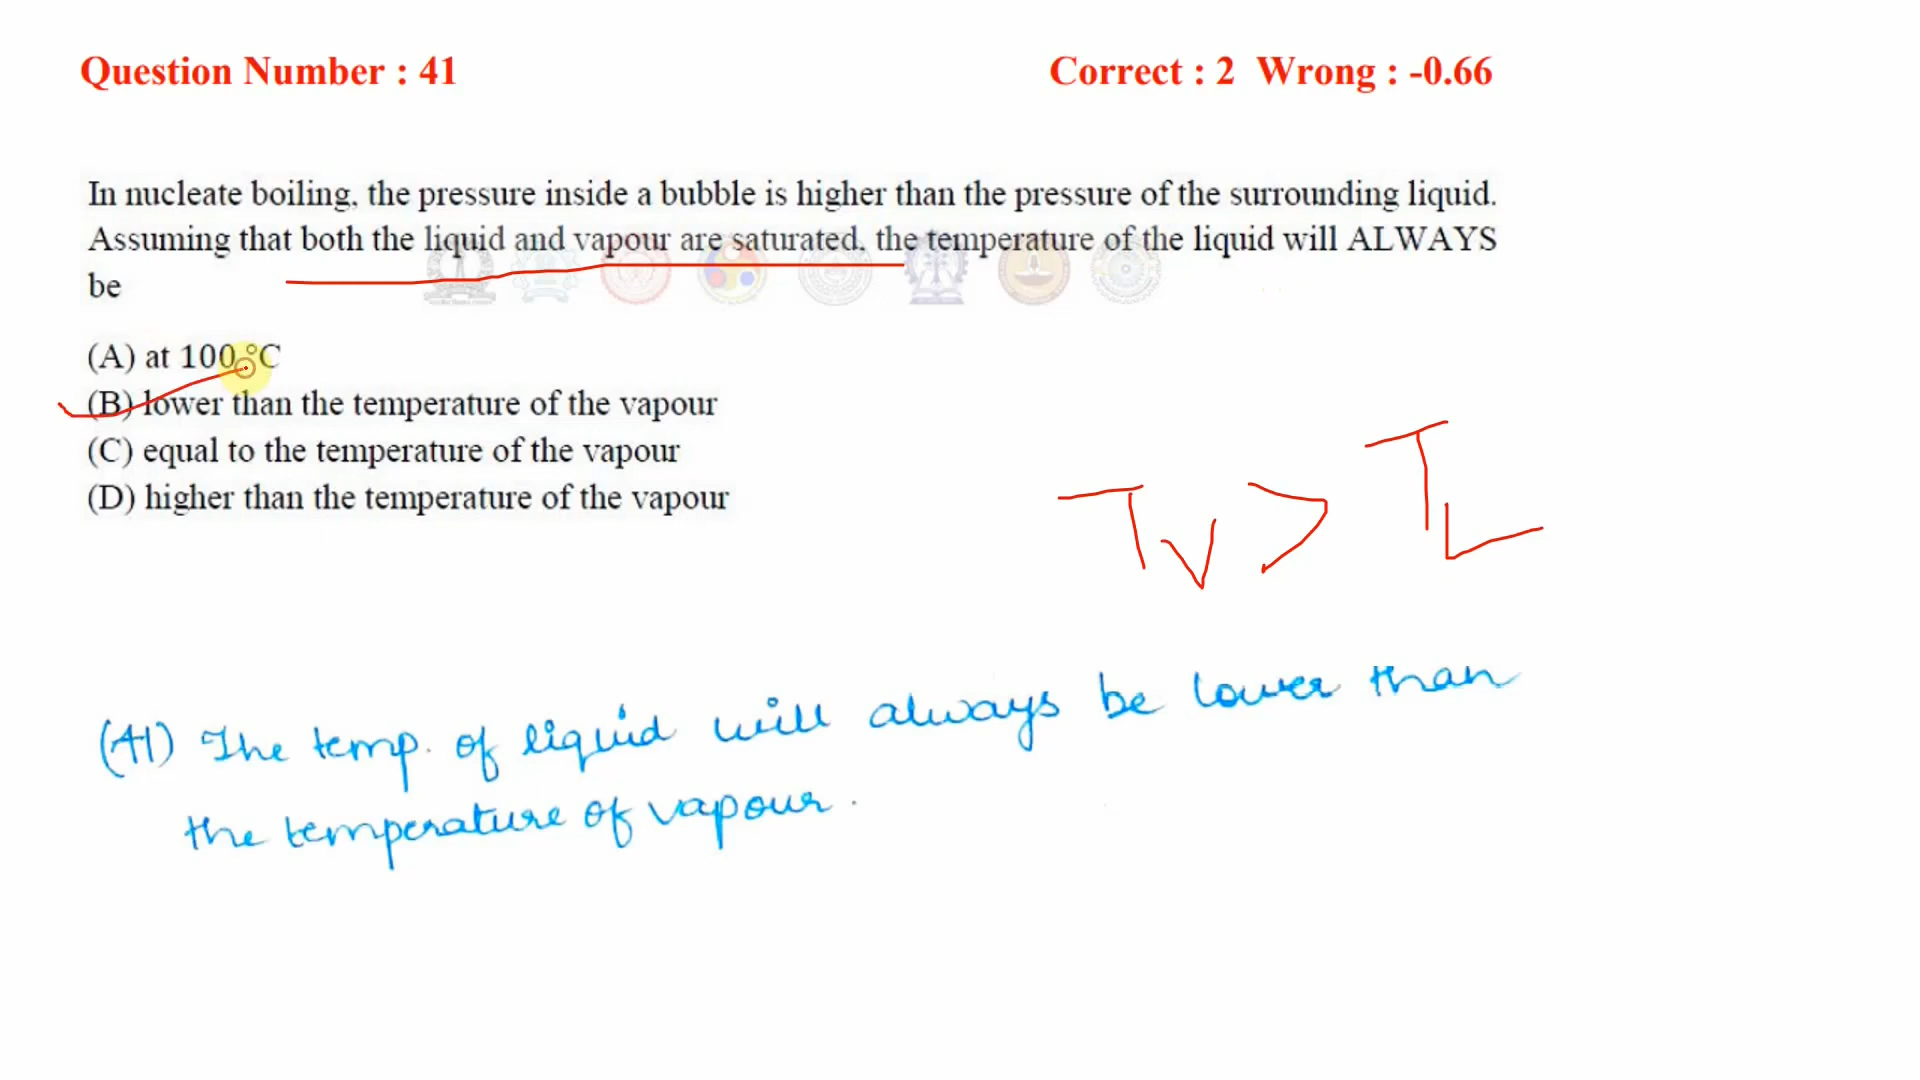 Question Number : 41 Correct : 2 Wrong : -0.66
In nucleate boiling, the pressure inside a bubble is higher than the pressure of the surrounding liquid.
Assuming that both the liquid and vapour are saturated, the temperature of the liquid will ALWAYS
be
(A) at 100 °C
(B) lower than the temperature of the vapour
(C) equal to the temperature of the vapour
(D) higher than the temperature of the vapour
TV > TL
(41) The temp. of liquid will always be lower than
the temperature of vapour.